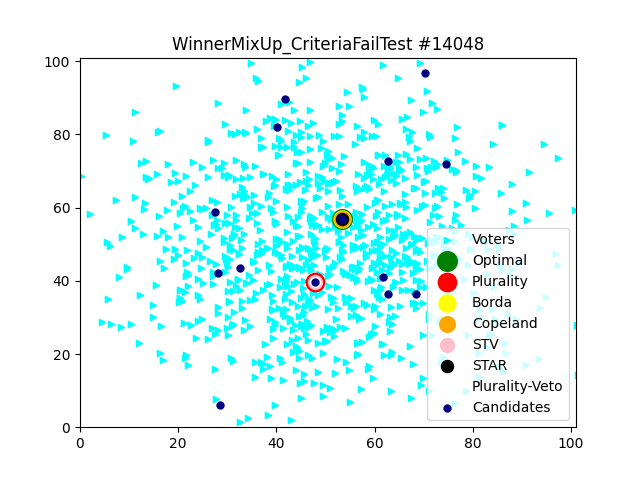 WinnerMixUp_CriteriaFailTest #14048
100
80
60
40
20
0
0 20 40 60 80 100
Voters
Optimal
Plurality
Borda
Copeland
STV
STAR
Plurality-Veto
Candidates